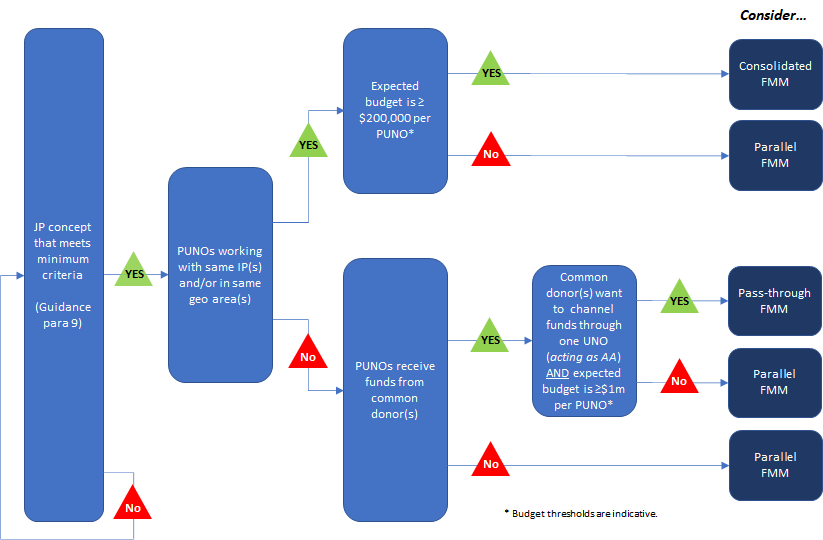 Consider…
JP concept
that meets
minimum
criteria
(Guidance
para 9)
YES
No
PUNOs working
with same IP(s)
and/or in same
geo area(s)
YES
No
Expected
budget is ≥
$200,000 per
PUNO*
YES
Consolidated
FMM
No
Parallel
FMM
PUNOs receive
funds from
common
donor(s)
YES
No
Common
donor(s) want
to channel
funds through
one UNO
(acting as AA)
AND expected
budget is ≥$1m
per PUNO*
YES
Pass-through
FMM
No
Parallel
FMM
Parallel
FMM
* Budget thresholds are indicative.